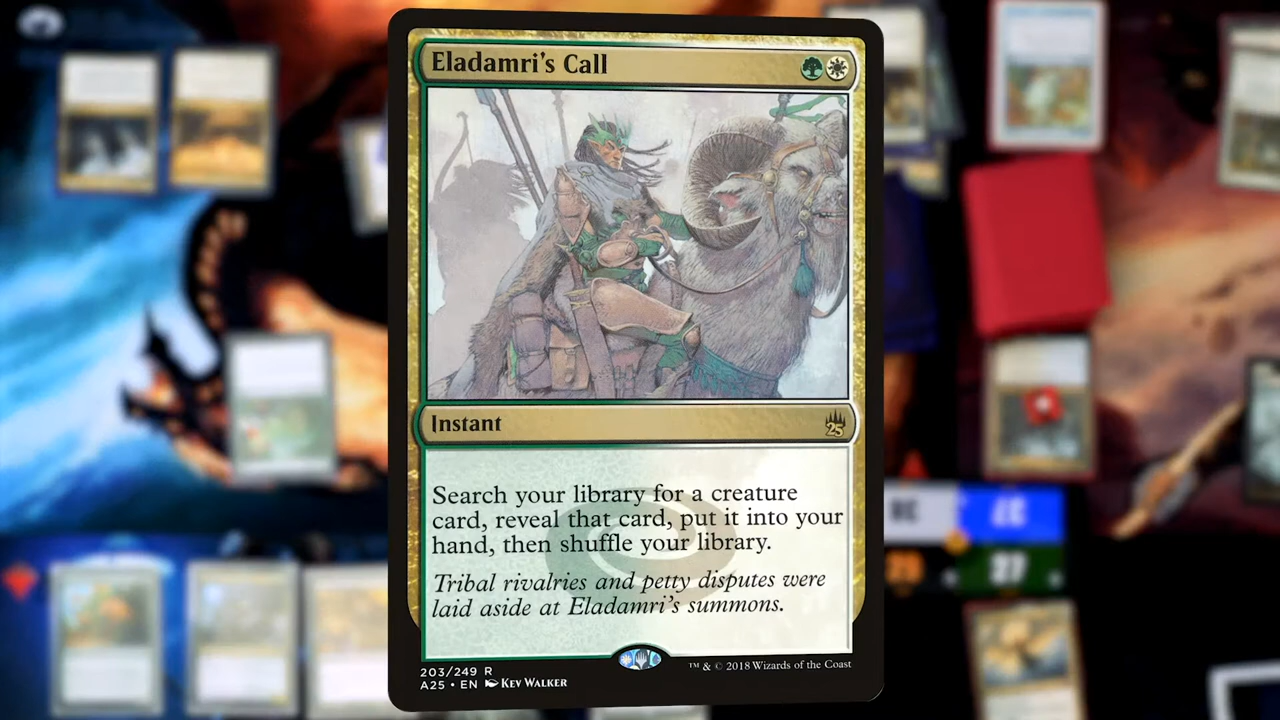 Eladamri's Call
Instant
25
Search your library for a creature
card, reveal that card, put it into your
hand, then shuffle your library.
Tribal rivalries and petty disputes were
laid aside at Eladamri's summons.
203/249 R
A25 • EN Kev Walker
™ & © 2018 Wizards of the Coast
27